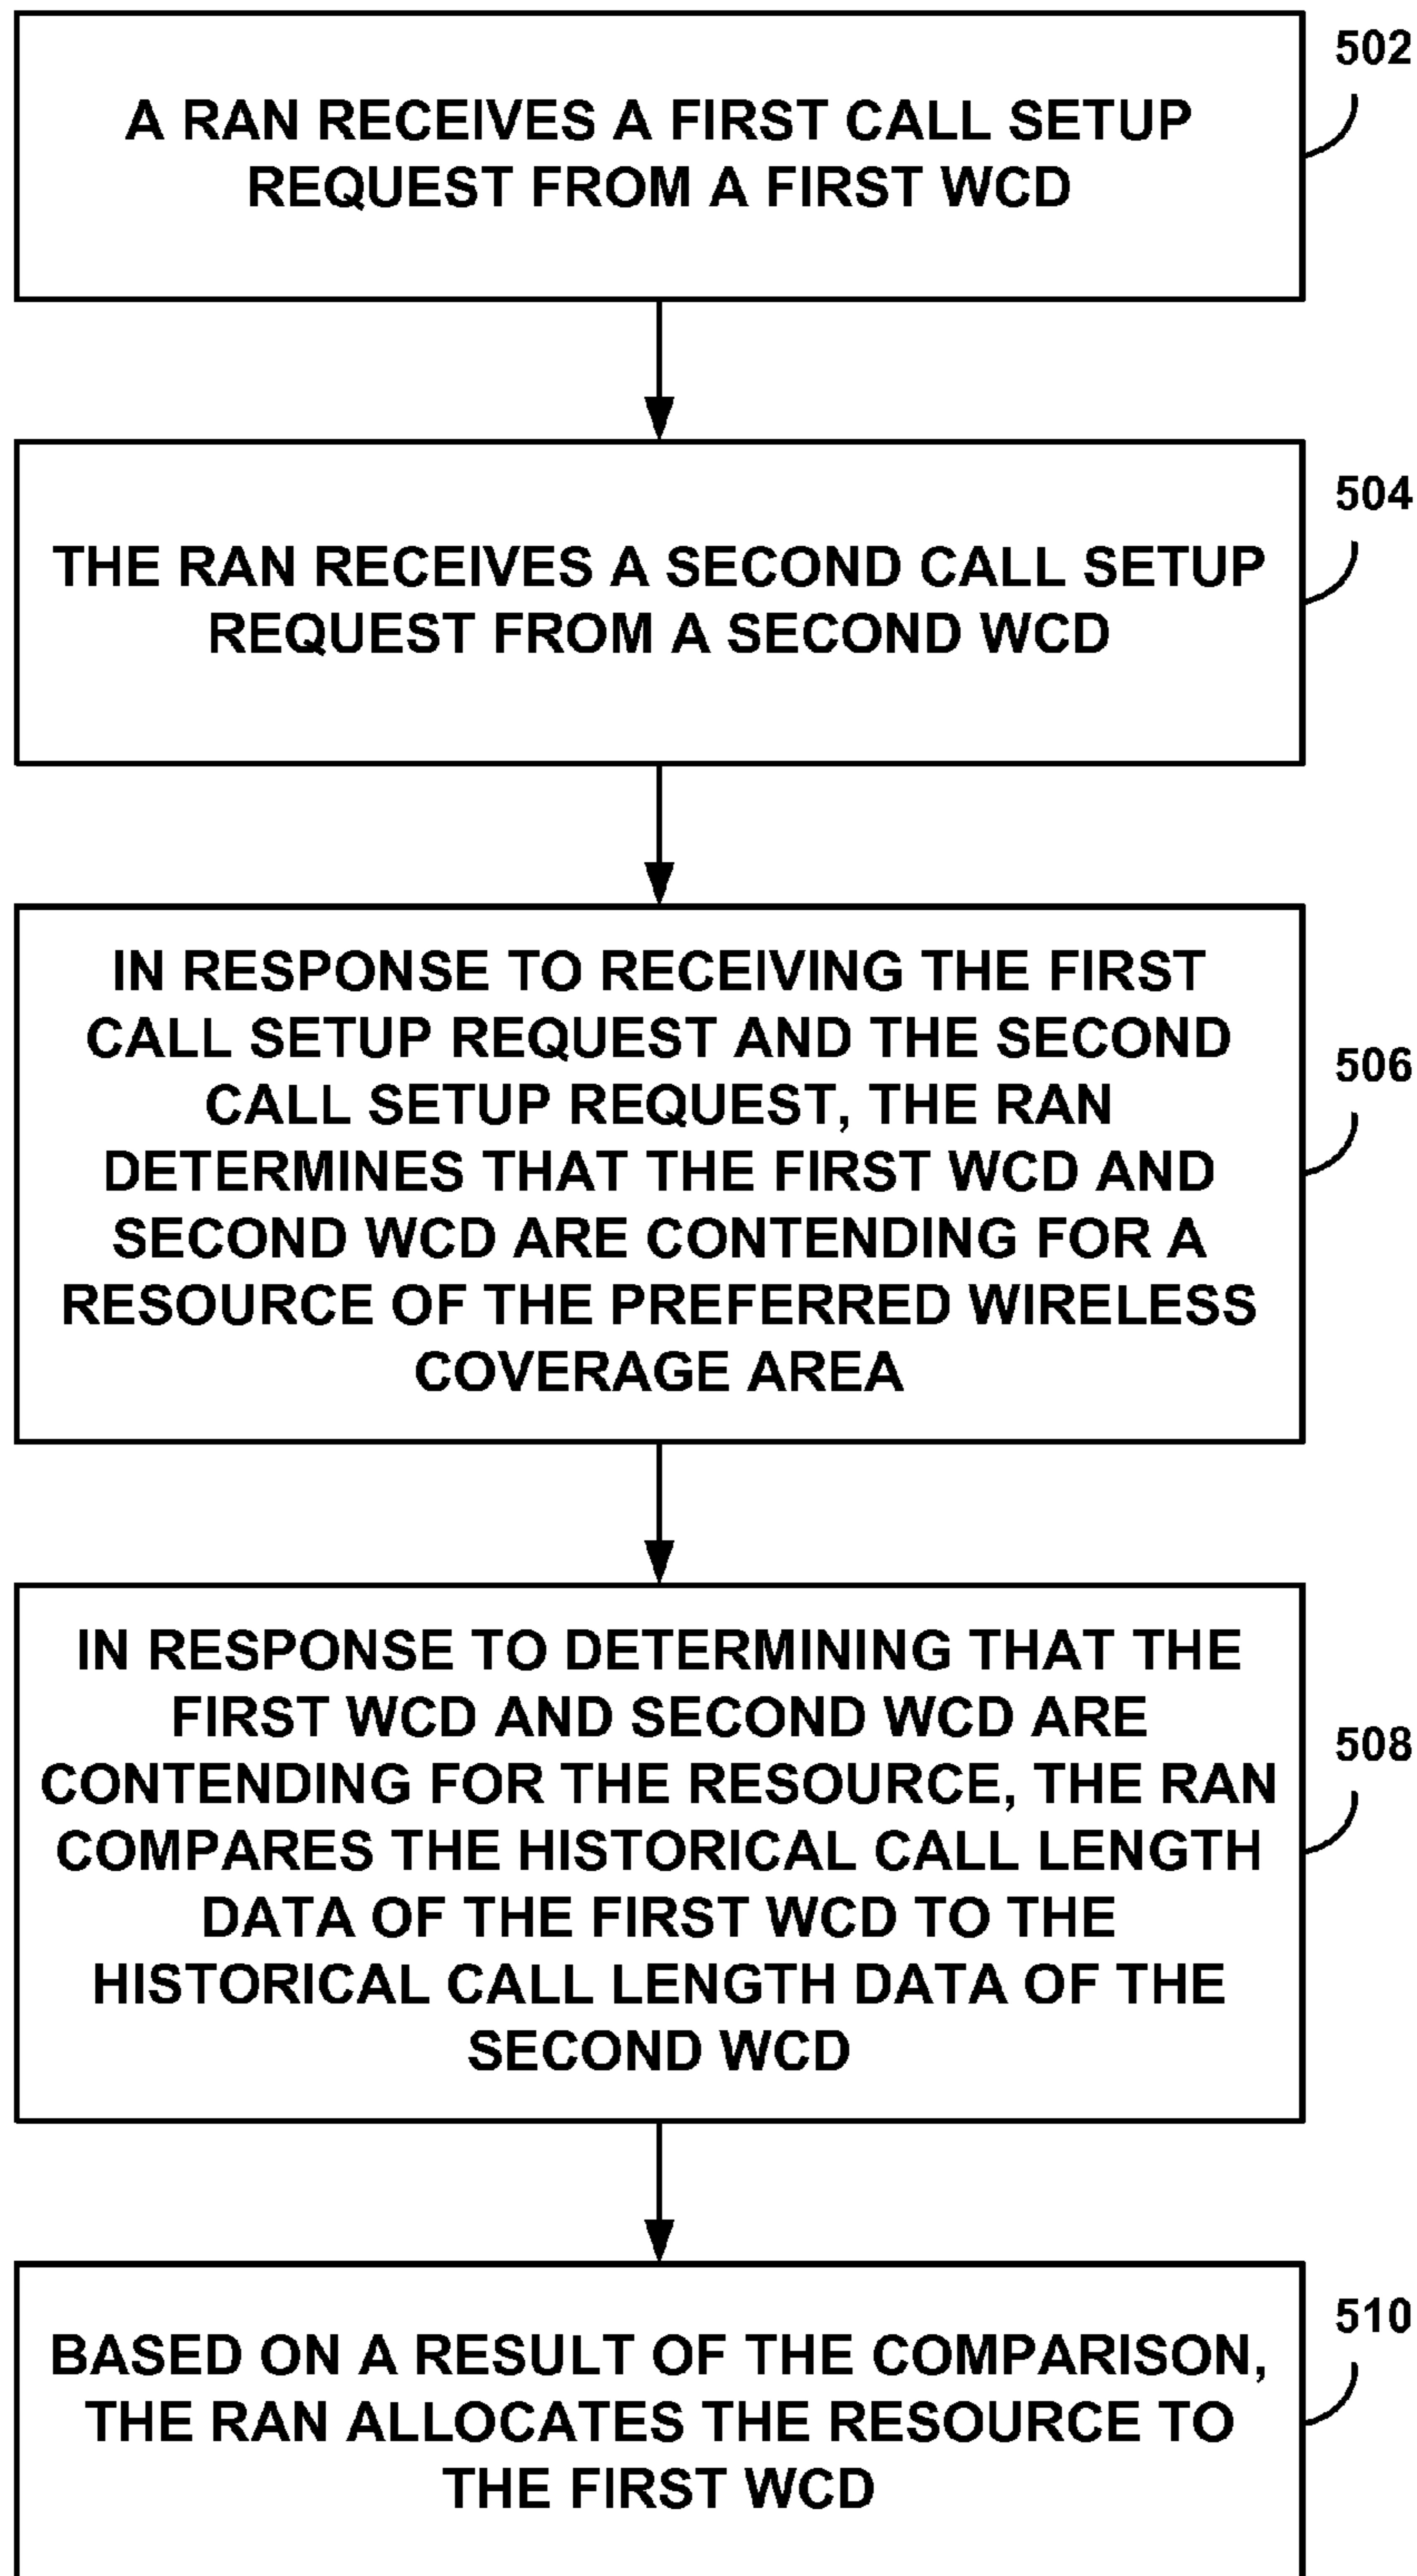 502
A RAN RECEIVES A FIRST CALL SETUP
REQUEST FROM A FIRST WCD
504
THE RAN RECEIVES A SECOND CALL SETUP
REQUEST FROM A SECOND WCD
506
IN RESPONSE TO RECEIVING THE FIRST
CALL SETUP REQUEST AND THE SECOND
CALL SETUP REQUEST, THE RAN
DETERMINES THAT THE FIRST WCD AND
SECOND WCD ARE CONTENDING FOR A
RESOURCE OF THE PREFERRED WIRELESS
COVERAGE AREA
508
IN RESPONSE TO DETERMINING THAT THE
FIRST WCD AND SECOND WCD ARE
CONTENDING FOR THE RESOURCE, THE RAN
COMPARES THE HISTORICAL CALL LENGTH
DATA OF THE FIRST WCD TO THE
HISTORICAL CALL LENGTH DATA OF THE
SECOND WCD
510
BASED ON A RESULT OF THE COMPARISON,
THE RAN ALLOCATES THE RESOURCE TO
THE FIRST WCD